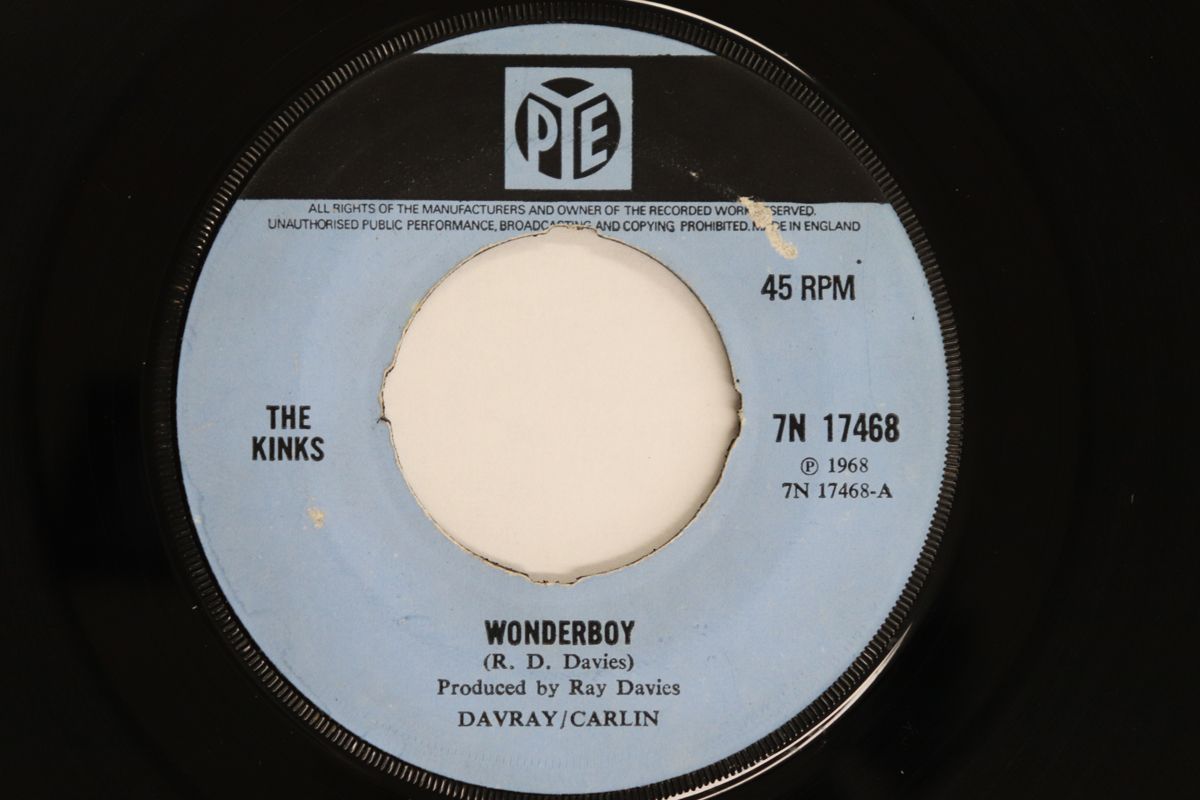 PYE
ALL RIGHTS OF THE MANUFACTURERS AND OWNER OF THE RECORDED WORK RESERVED.
UNAUTHORISED PUBLIC PERFORMANCE, BROADCASTING AND COPYING PROHIBITED. MADE IN ENGLAND
45 RPM
THE
KINKS
7N 17468
℗ 1968
7N 17468-A
WONDERBOY
(R. D. Davies)
Produced by Ray Davies
DAVRAY/CARLIN